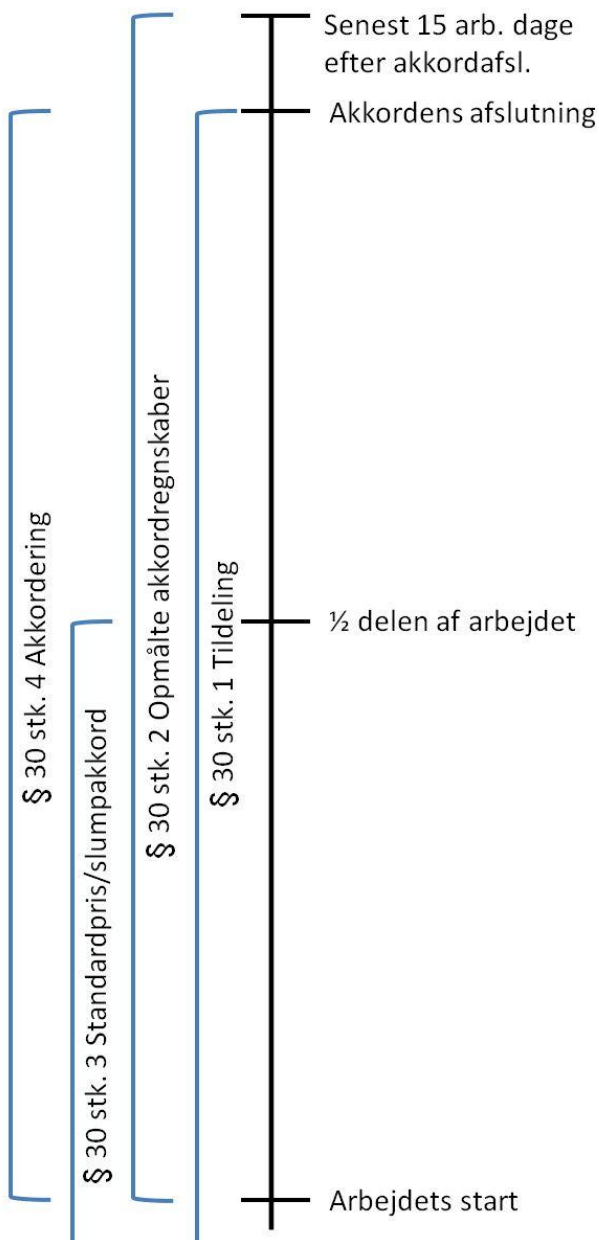 Senest 15 arb. dage
efter akkordafsl.
Akkordens afslutning
½ delen af arbejdet
Arbejdets start
§ 30 stk. 4 Akkordering
§ 30 stk. 3 Standardpris/slumpakkord
§ 30 stk. 2 Opmålte akkordregnskaber
§ 30 stk. 1 Tildeling